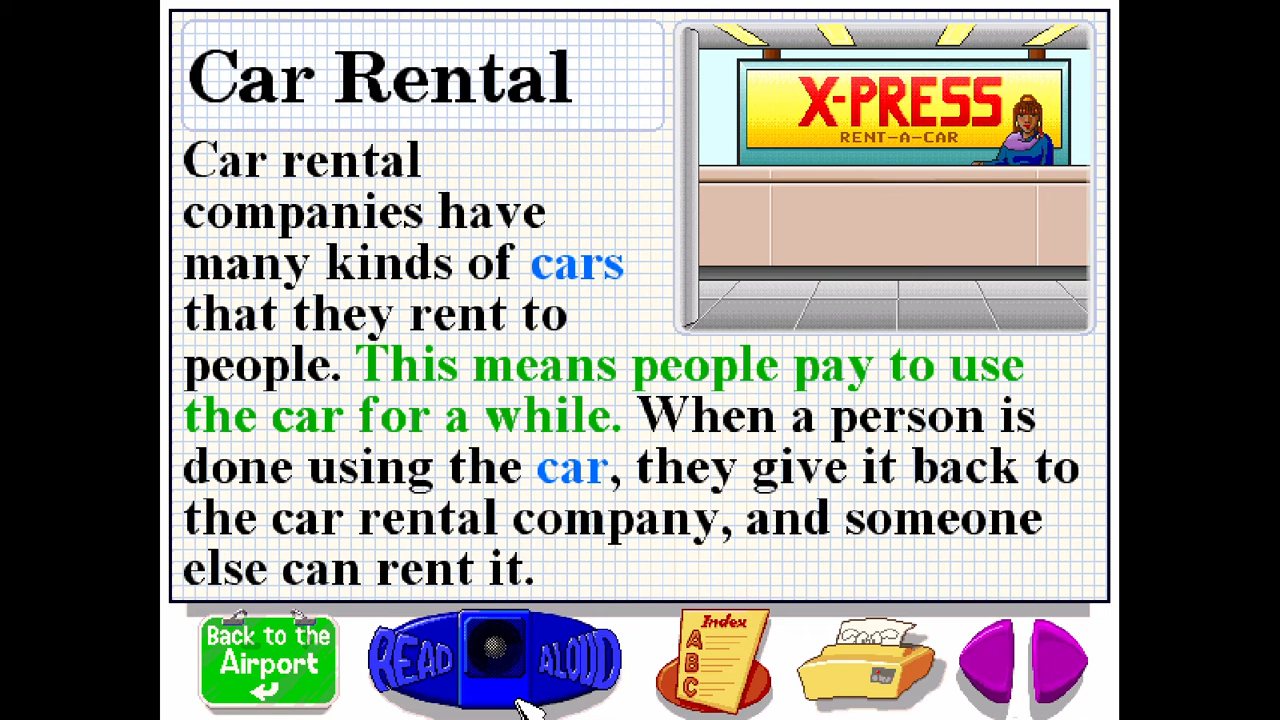 Car Rental
X-PRESS
RENT-A-CAR
Car rental
companies have
many kinds of cars
that they rent to
people. This means people pay to use
the car for a while. When a person is
done using the car, they give it back to
the car rental company, and someone
else can rent it.
Back to the
Airport
READ ALOUD
Index
A
B
C